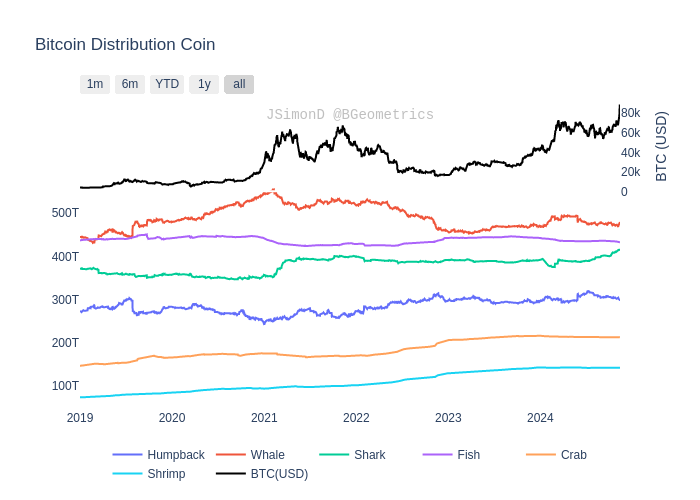 Bitcoin Distribution Coin
1m 6m YTD 1y all
JSimonD @BGeometrics
80k
60k
40k
20k
0
BTC (USD)
500T
400T
300T
200T
100T
2019 2020 2021 2022 2023 2024
Humpback Whale Shark Fish Crab
Shrimp BTC(USD)